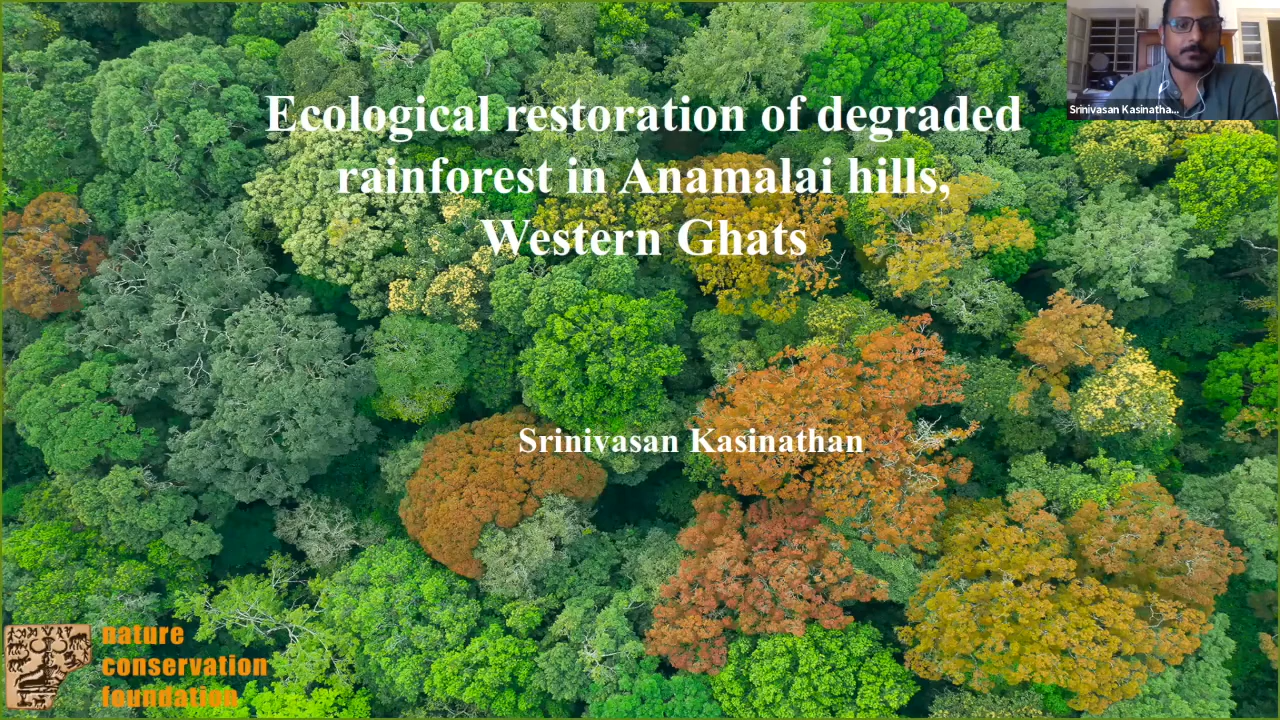 Ecological restoration of degraded
rainforest in Anamalai hills,
Western Ghats
Srinivasan Kasinatha...
Srinivasan Kasinathan
nature
conservation
foundation